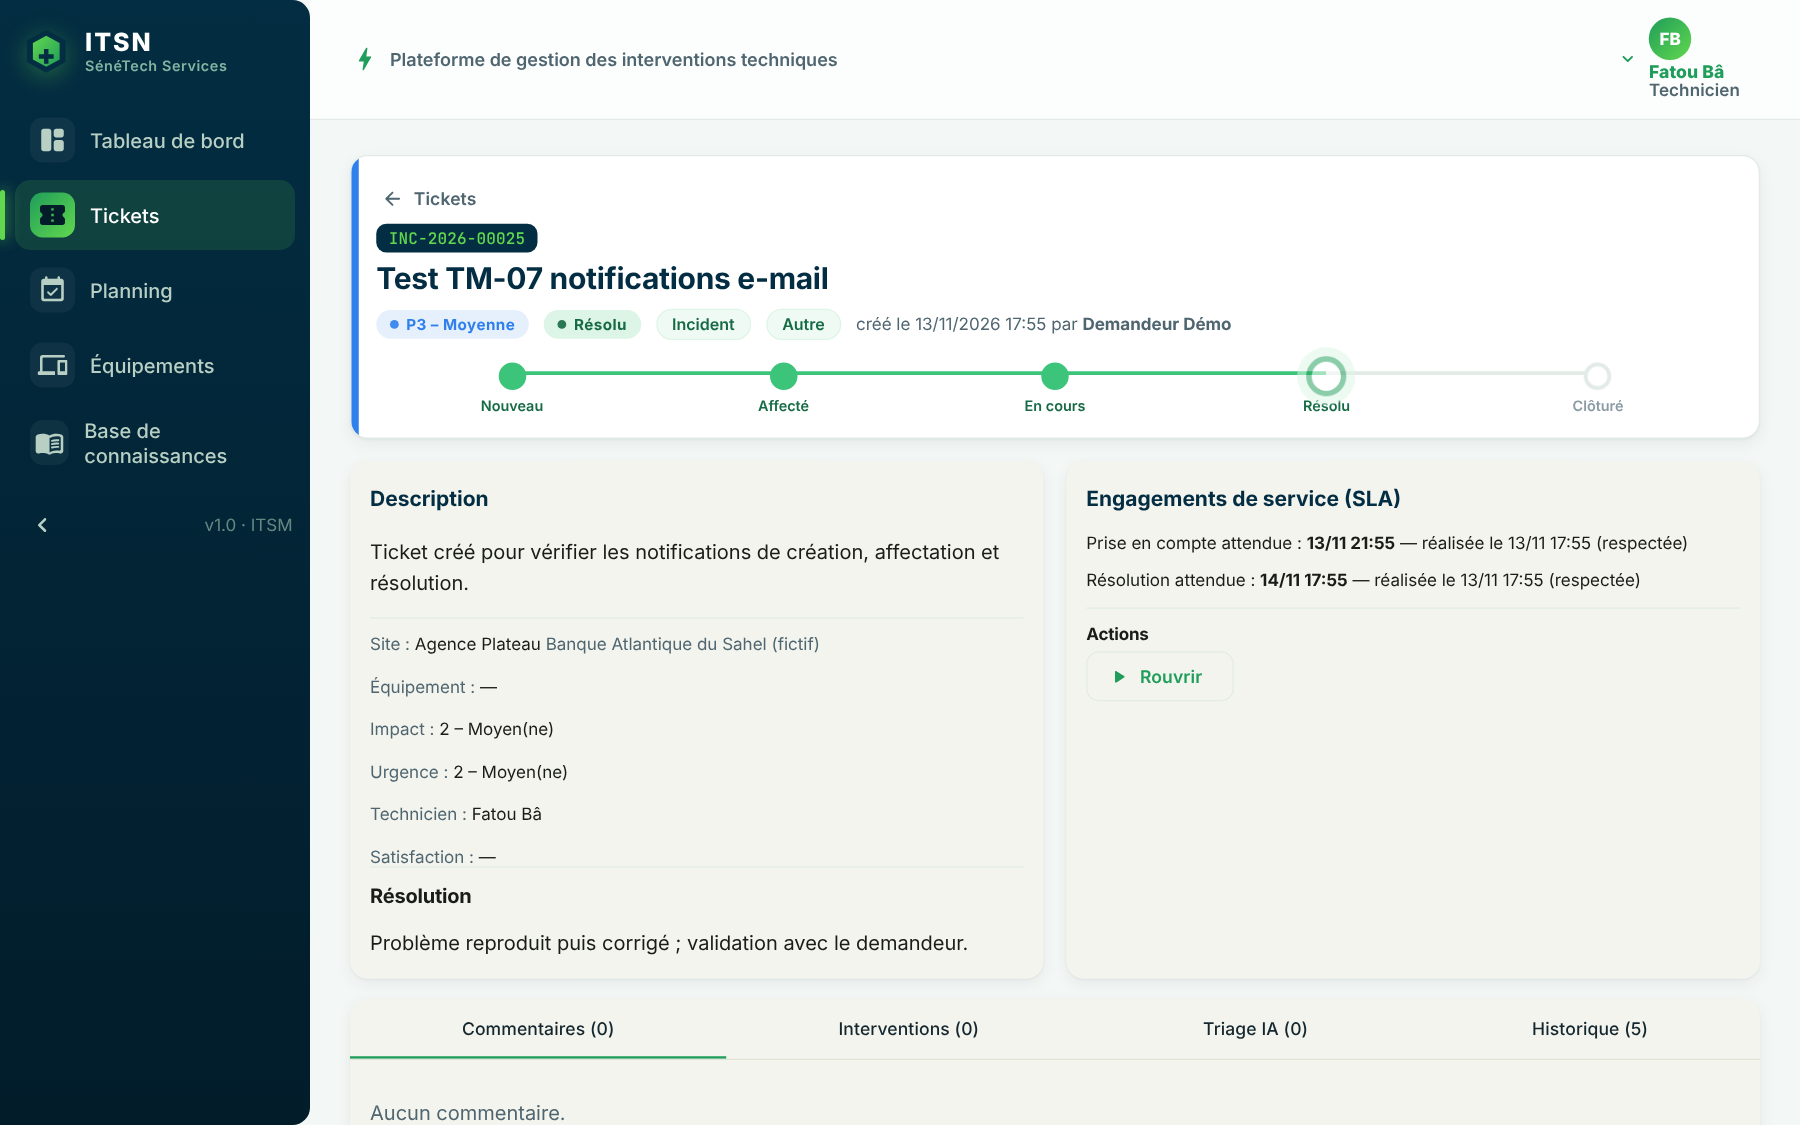 ITSN
SénéTech Services
Tableau de bord
Tickets
Planning
Équipements
Base de
connaissances
v1.0 · ITSM
Plateforme de gestion des interventions techniques
FB
Fatou Bâ
Technicien
Tickets
INC-2026-00025
Test TM-07 notifications e-mail
P3 – Moyenne
Résolu
Incident
Autre
créé le 13/11/2026 17:55 par Demandeur Démo
Nouveau
Affecté
En cours
Résolu
Clôturé
Description
Ticket créé pour vérifier les notifications de création, affectation et
résolution.
Site : Agence Plateau Banque Atlantique du Sahel (fictif)
Équipement : —
Impact : 2 – Moyen(ne)
Urgence : 2 – Moyen(ne)
Technicien : Fatou Bâ
Satisfaction : —
Résolution
Problème reproduit puis corrigé ; validation avec le demandeur.
Engagements de service (SLA)
Prise en compte attendue : 13/11 21:55 — réalisée le 13/11 17:55 (respectée)
Résolution attendue : 14/11 17:55 — réalisée le 13/11 17:55 (respectée)
Actions
Rouvrir
Commentaires (0)
Interventions (0)
Triage IA (0)
Historique (5)
Aucun commentaire.